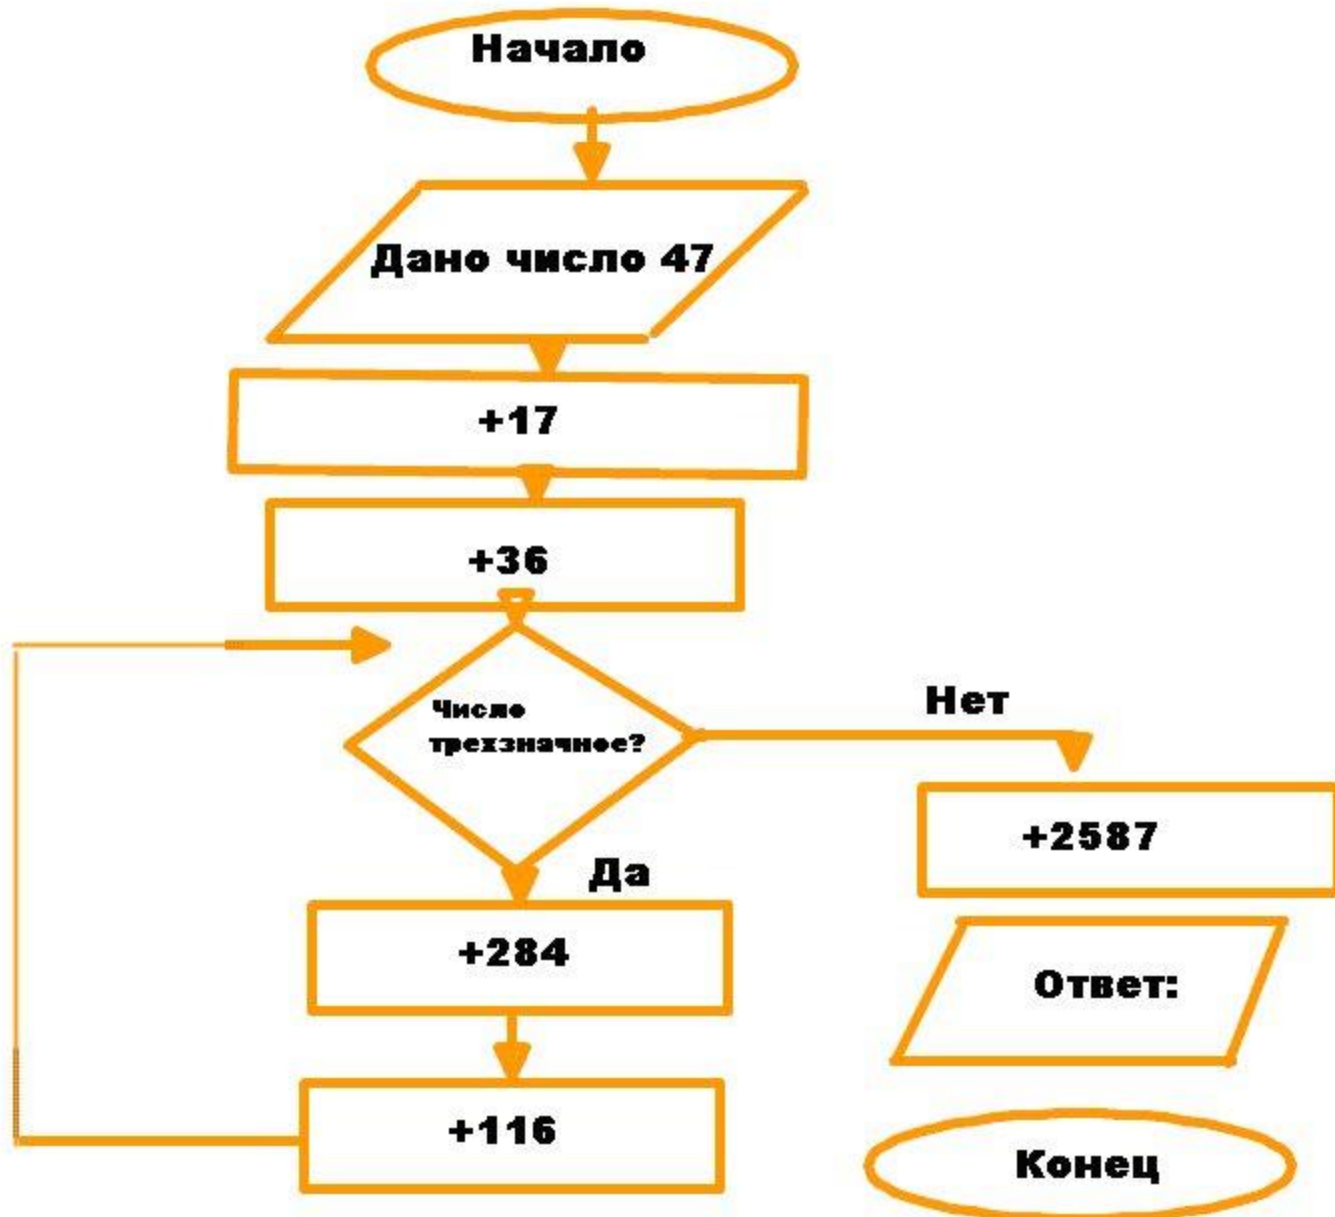 Начало
Дано число 47
+17
+36
Число
трехзначное?
Нет
+2587
Да
+284
Ответ:
+116
Конец